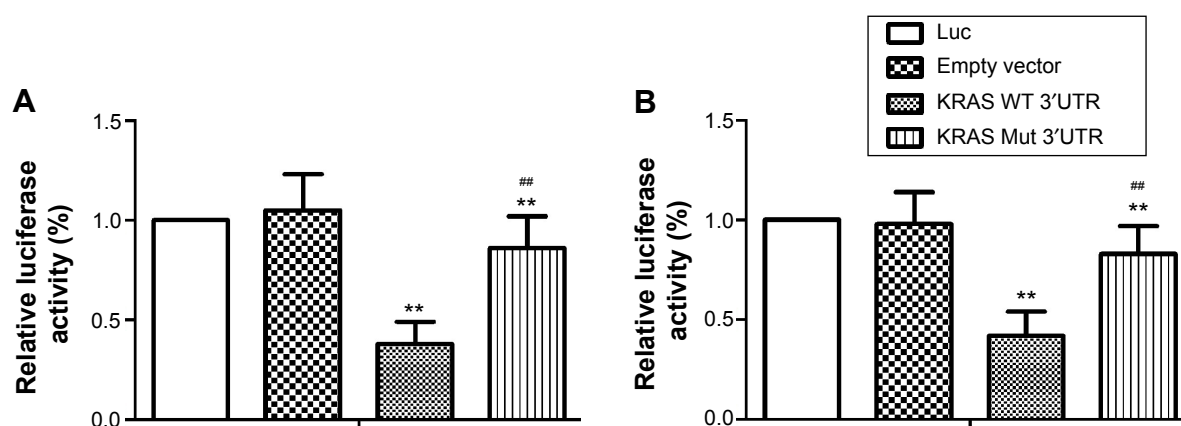 Luc
Empty vector
KRAS WT 3′UTR
KRAS Mut 3′UTR
A
Relative luciferase
activity (%)
1.5
1.0
0.5
0.0
**
##
**
B
Relative luciferase
activity (%)
1.5
1.0
0.5
0.0
**
##
**